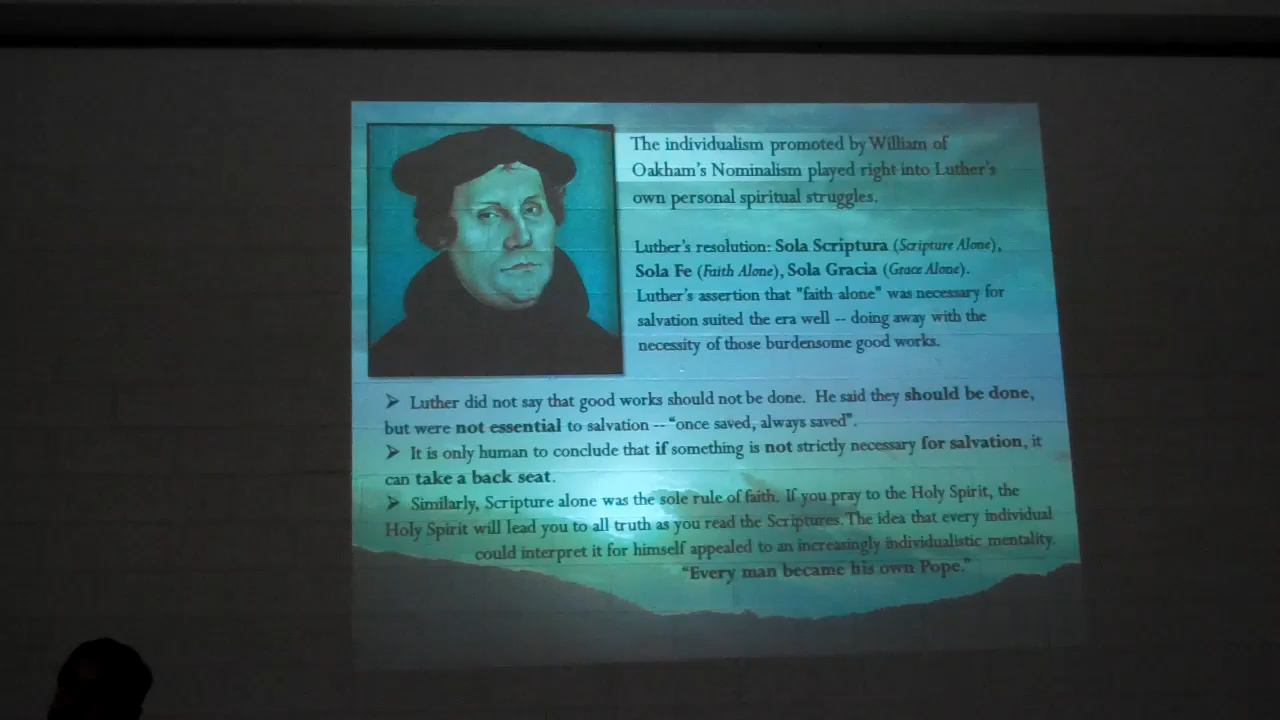 The individualism promoted by William of
Oakham's Nominalism played right into Luther's
own personal spiritual struggles.
Luther's resolution: Sola Scriptura (Scripture Alone),
Sola Fe (Faith Alone), Sola Gracia (Grace Alone).
Luther's assertion that "faith alone" was necessary for
salvation suited the era well -- doing away with the
necessity of those burdensome good works.
➢ Luther did not say that good works should not be done. He said they should be done,
but were not essential to salvation -- “once saved, always saved”.
➢ It is only human to conclude that if something is not strictly necessary for salvation, it
can take a back seat.
➢ Similarly, Scripture alone was the sole rule of faith. If you pray to the Holy Spirit, the
Holy Spirit will lead you to all truth as you read the Scriptures. The idea that every individual
could interpret it for himself appealed to an increasingly individualistic mentality.
“Every man became his own Pope.”